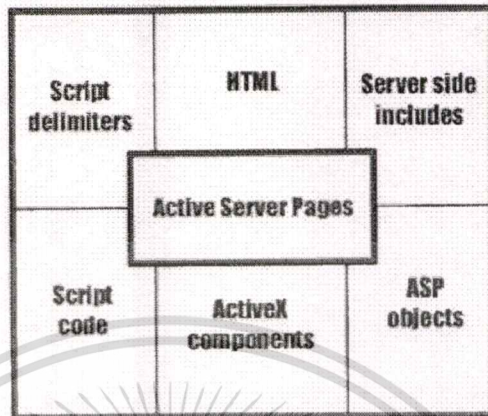 Script
delimiters
HTML
Server side
includes
Active Server Pages
Script
code
ActiveX
components
ASP
objects